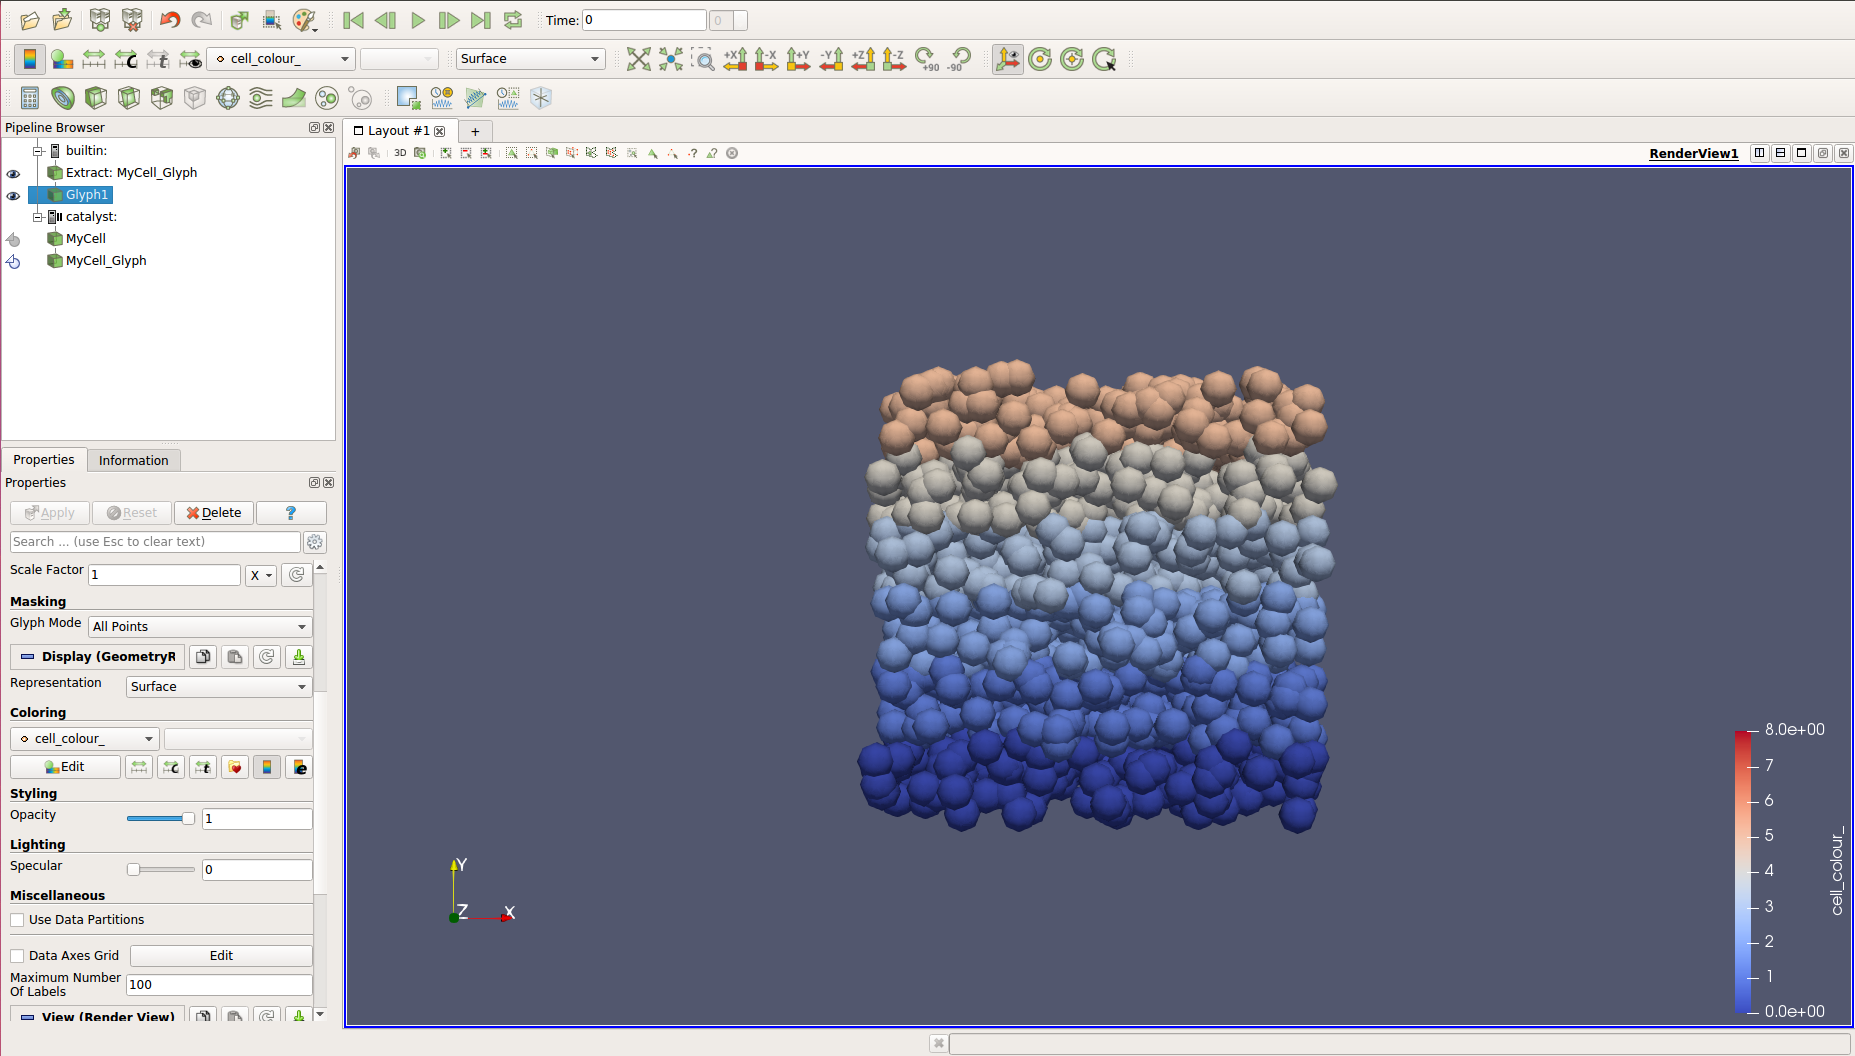 Time: 0 0
cell_colour_ Surface
+X -X +Y -Y +Z -Z +90 -90
Pipeline Browser
Layout #1 +
builtin:
3D
RenderView1
Extract: MyCell_Glyph
Glyph1
catalyst:
MyCell
MyCell_Glyph
Properties Information
Properties
Apply Reset Delete ?
Search ... (use Esc to clear text)
Scale Factor 1 X
Masking
Glyph Mode All Points
Display (GeometryR
Representation Surface
Coloring
cell_colour_
Edit
Styling
Opacity 1
Lighting
Specular 0
Miscellaneous
Use Data Partitions
Data Axes Grid Edit
Maximum Number
Of Labels 100
View (Render View)
Y
Z X
8.0e+00
7
6
5
4
3
2
1
0.0e+00
cell_colour_